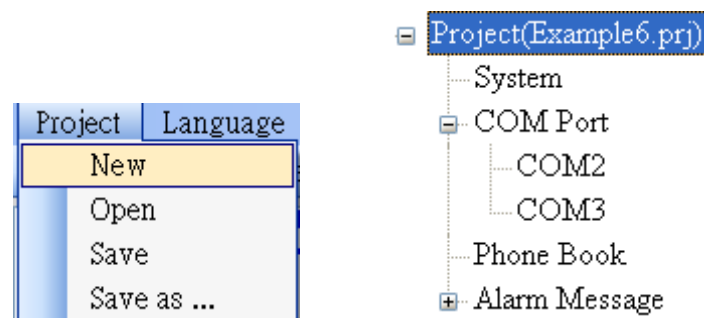 Project Language
New
Open
Save
Save as ...
Project(Example6.prj)
System
COM Port
COM2
COM3
Phone Book
Alarm Message